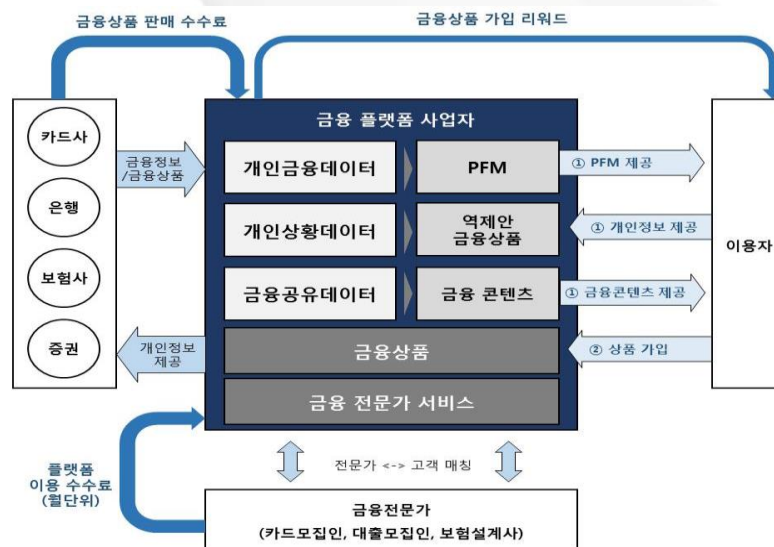 금융상품 판매 수수료
금융상품 가입 리워드
카드사
은행
보험사
증권
금융정보
/금융상품
개인정보
제공
금융 플랫폼 사업자
개인금융데이터
PFM
개인상황데이터
역제안
금융상품
금융공유데이터
금융 콘텐츠
금융상품
금융 전문가 서비스
① PFM 제공
① 개인정보 제공
① 금융콘텐츠 제공
② 상품 가입
이용자
플랫폼
이용 수수료
(월단위)
전문가 <-> 고객 매칭
금융전문가
(카드모집인, 대출모집인, 보험설계사)